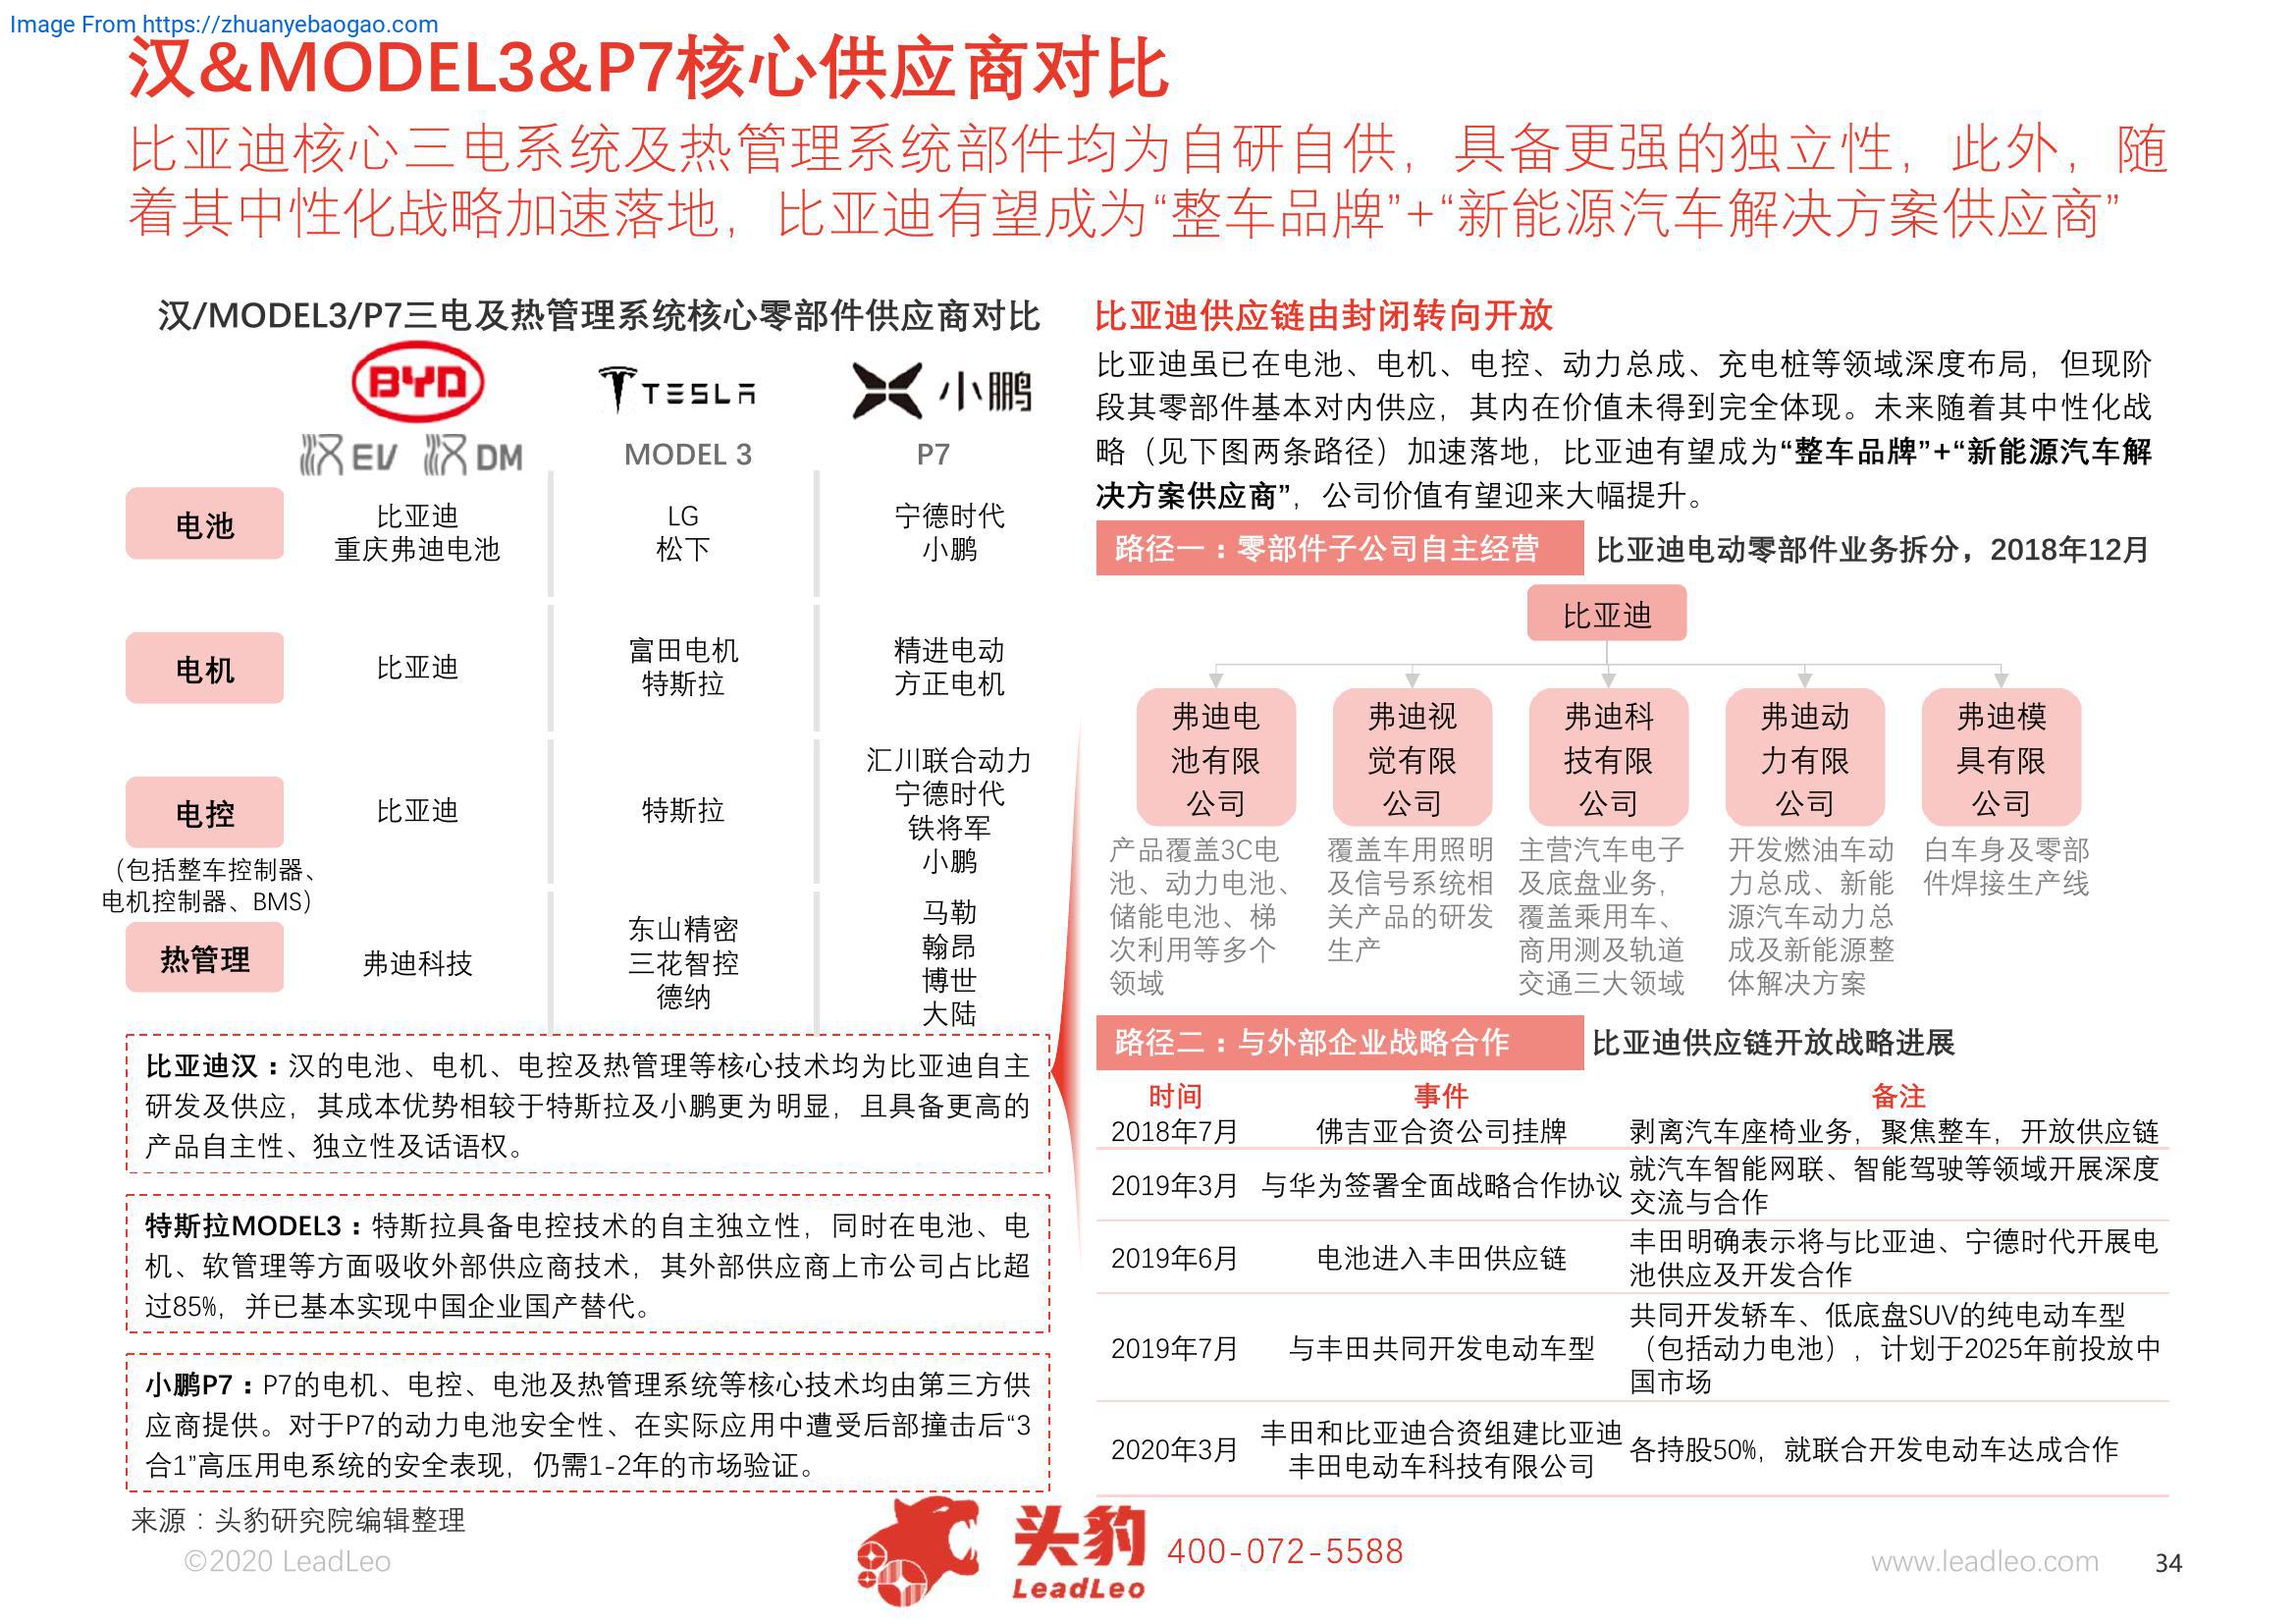 Image From https://zhuanyebaogao.com
汉&MODEL3&P7核心供应商对比
比亚迪核心三电系统及热管理系统部件均为自研自供，具备更强的独立性，此外，随
着其中性化战略加速落地，比亚迪有望成为“整车品牌”+“新能源汽车解决方案供应商”
汉/MODEL3/P7三电及热管理系统核心零部件供应商对比
BYD
TESLA
小鹏
汉EV 汉DM
MODEL 3
P7
电池
比亚迪
重庆弗迪电池
LG
松下
宁德时代
小鹏
电机
比亚迪
富田电机
特斯拉
精进电动
方正电机
电控
（包括整车控制器、
电机控制器、BMS）
比亚迪
特斯拉
汇川联合动力
宁德时代
铁将军
小鹏
热管理
弗迪科技
东山精密
三花智控
德纳
马勒
翰昂
博世
大陆
比亚迪汉：汉的电池、电机、电控及热管理等核心技术均为比亚迪自主
研发及供应，其成本优势相较于特斯拉及小鹏更为明显，且具备更高的
产品自主性、独立性及话语权。
特斯拉MODEL3：特斯拉具备电控技术的自主独立性，同时在电池、电
机、软管理等方面吸收外部供应商技术，其外部供应商上市公司占比超
过85%，并已基本实现中国企业国产替代。
小鹏P7：P7的电机、电控、电池及热管理系统等核心技术均由第三方供
应商提供。对于P7的动力电池安全性、在实际应用中遭受后部撞击后“3
合1”高压用电系统的安全表现，仍需1-2年的市场验证。
来源：头豹研究院编辑整理
比亚迪供应链由封闭转向开放
比亚迪虽已在电池、电机、电控、动力总成、充电桩等领域深度布局，但现阶
段其零部件基本对内供应，其内在价值未得到完全体现。未来随着其中性化战
略（见下图两条路径）加速落地，比亚迪有望成为“整车品牌”+“新能源汽车解
决方案供应商”，公司价值有望迎来大幅提升。
路径一：零部件子公司自主经营
比亚迪电动零部件业务拆分，2018年12月
比亚迪
弗迪电
池有限
公司
弗迪视
觉有限
公司
弗迪科
技有限
公司
弗迪动
力有限
公司
弗迪模
具有限
公司
产品覆盖3C电
池、动力电池、
储能电池、梯
次利用等多个
领域
覆盖车用照明
及信号系统相
关产品的研发
生产
主营汽车电子
及底盘业务，
覆盖乘用车、
商用测及轨道
交通三大领域
开发燃油车动
力总成、新能
源汽车动力总
成及新能源整
体解决方案
白车身及零部
件焊接生产线
路径二：与外部企业战略合作
比亚迪供应链开放战略进展
时间 事件 备注
2018年7月 佛吉亚合资公司挂牌 剥离汽车座椅业务，聚焦整车，开放供应链
2019年3月 与华为签署全面战略合作协议
就汽车智能网联、智能驾驶等领域开展深度
交流与合作
2019年6月 电池进入丰田供应链
丰田明确表示将与比亚迪、宁德时代开展电
池供应及开发合作
2019年7月 与丰田共同开发电动车型
共同开发轿车、低底盘SUV的纯电动车型
（包括动力电池），计划于2025年前投放中
国市场
2020年3月
丰田和比亚迪合资组建比亚迪
丰田电动车科技有限公司
各持股50%，就联合开发电动车达成合作
©2020 LeadLeo
头豹
LeadLeo
400-072-5588
www.leadleo.com
34